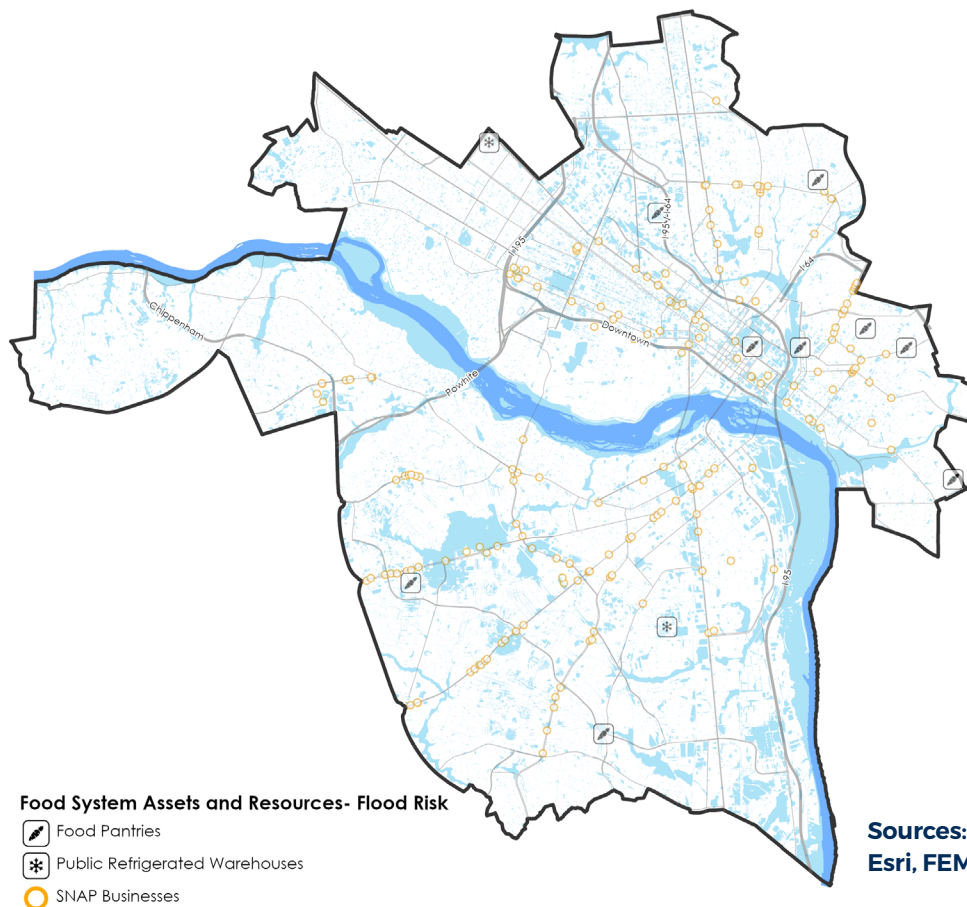 I-95
I-95/I-64
I-64
Chippenham
Downtown
Powhite
I-95
Food System Assets and Resources- Flood Risk
Food Pantries
Public Refrigerated Warehouses
SNAP Businesses
Sources:
Esri, FEM